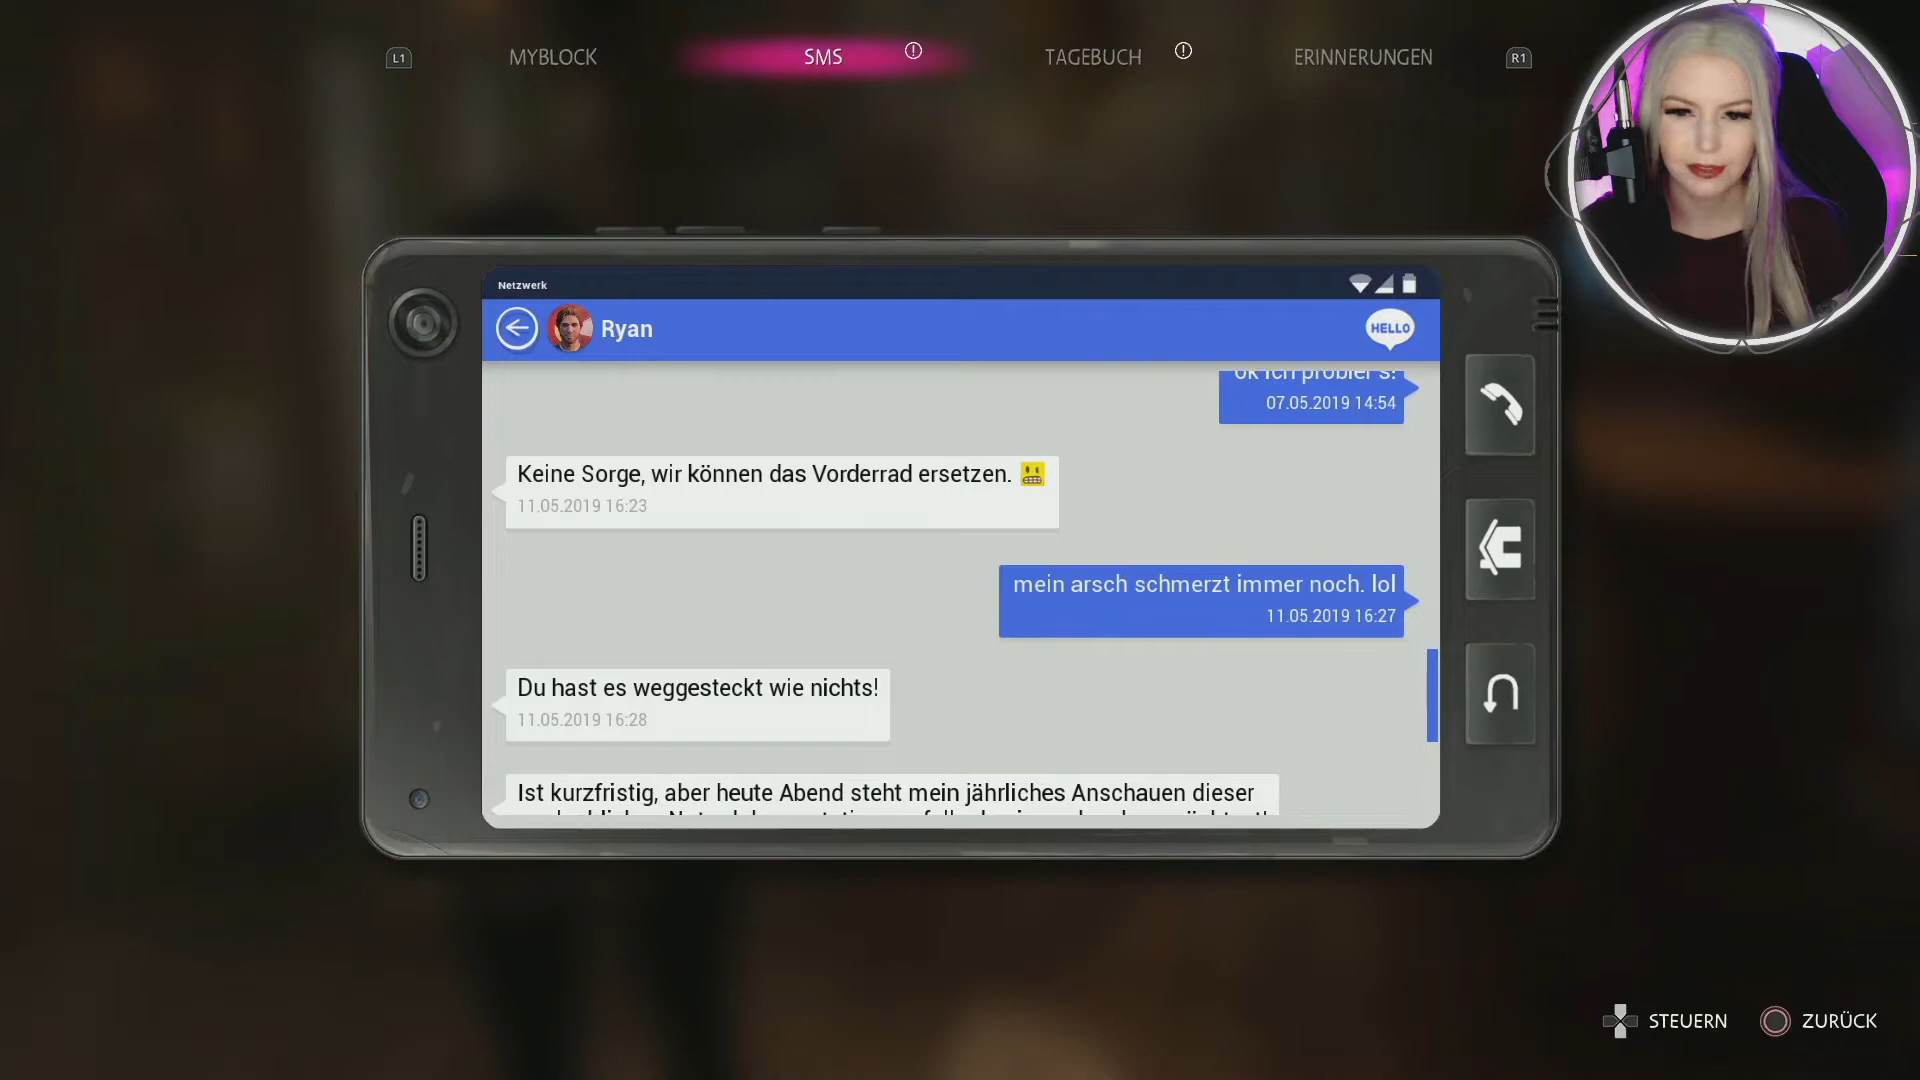 L1
MYBLOCK
SMS
TAGEBUCH
ERINNERUNGEN
R1
Netzwerk
Ryan
HELLO
ok ich probier's!
07.05.2019 14:54
Keine Sorge, wir können das Vorderrad ersetzen.
11.05.2019 16:23
mein arsch schmerzt immer noch. lol
11.05.2019 16:27
Du hast es weggesteckt wie nichts!
11.05.2019 16:28
Ist kurzfristig, aber heute Abend steht mein jährliches Anschauen dieser
STEUERN
ZURÜCK